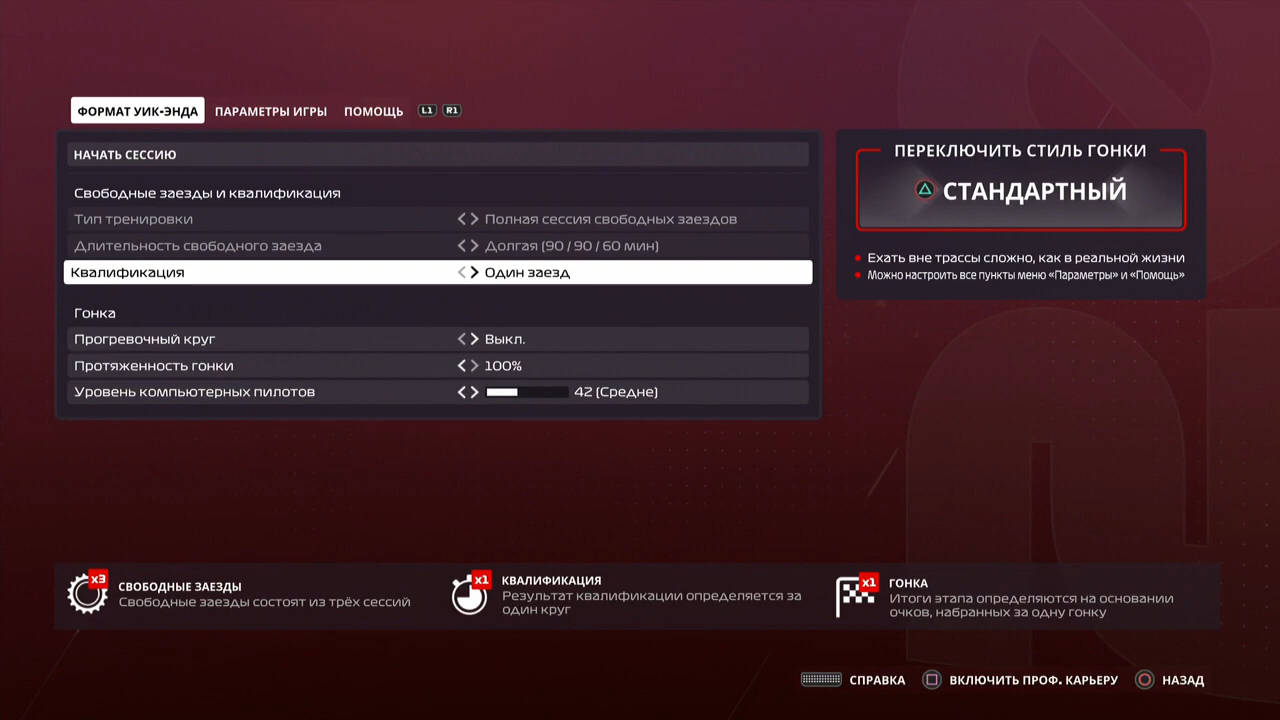 ФОРМАТ УИК-ЭНДА ПАРАМЕТРЫ ИГРЫ ПОМОЩЬ L1 R1
НАЧАТЬ СЕССИЮ
Свободные заезды и квалификация
Тип тренировки Полная сессия свободных заездов
Длительность свободного заезда Долгая (90 / 90 / 60 мин)
Квалификация Один заезд
Гонка
Прогревочный круг Выкл.
Протяженность гонки 100%
Уровень компьютерных пилотов 42 (Средне)
ПЕРЕКЛЮЧИТЬ СТИЛЬ ГОНКИ
СТАНДАРТНЫЙ
Ехать вне трассы сложно, как в реальной жизни
Можно настроить все пункты меню «Параметры» и «Помощь»
x3
СВОБОДНЫЕ ЗАЕЗДЫ
Свободные заезды состоят из трёх сессий
x1
КВАЛИФИКАЦИЯ
Результат квалификации определяется за
один круг
x1
ГОНКА
Итоги этапа определяются на основании
очков, набранных за одну гонку
СПРАВКА ВКЛЮЧИТЬ ПРОФ. КАРЬЕРУ НАЗАД